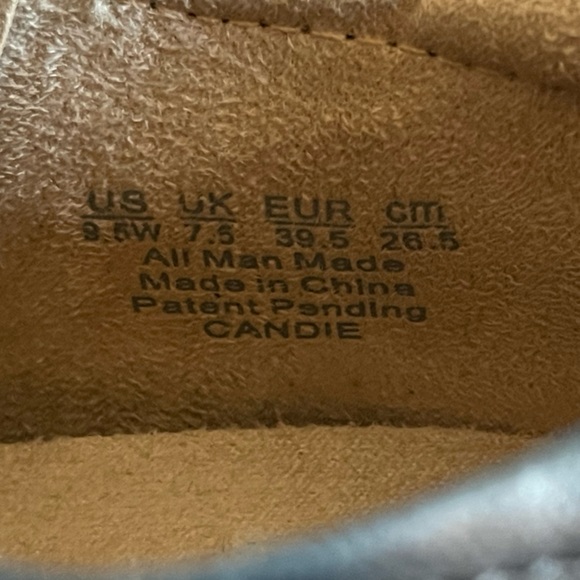 US UK EUR cm
9.5W 7.5 39.5 26.5
All Man Made
Made in China
Patent Pending
CANDIE